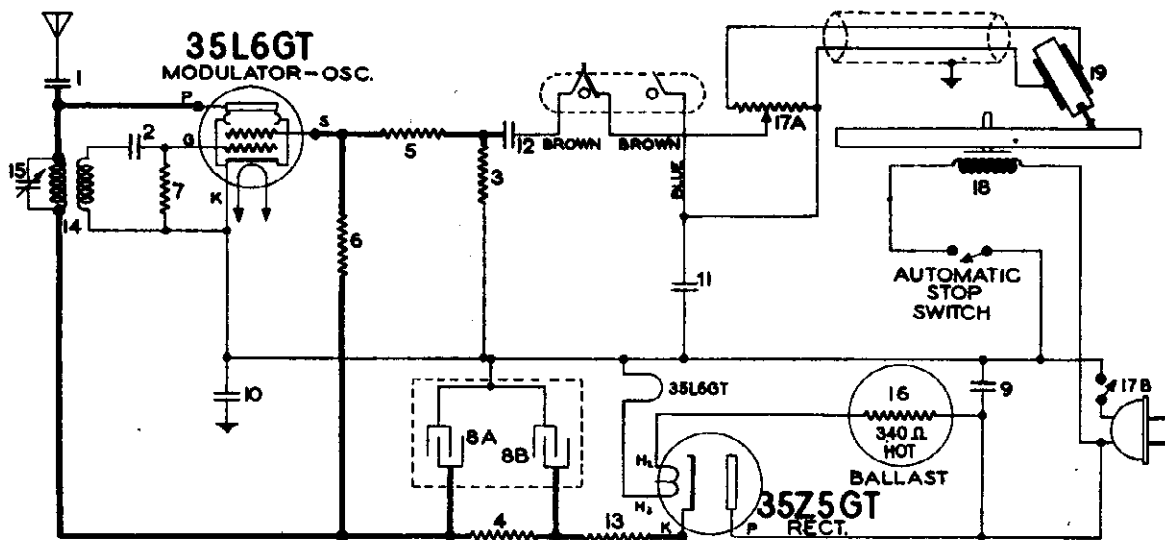 35L6GT
MODULATOR-OSC.
1
P
2
G
S
15
7
K
14
5
6
3
12
BROWN
BROWN
BLUE
17A
19
18
AUTOMATIC
STOP
SWITCH
11
10
8A
8B
35L6GT
16
340 Ω
HOT
BALLAST
9
17B
H₂
H₃
K
P
35Z5GT
RECT.
4
13